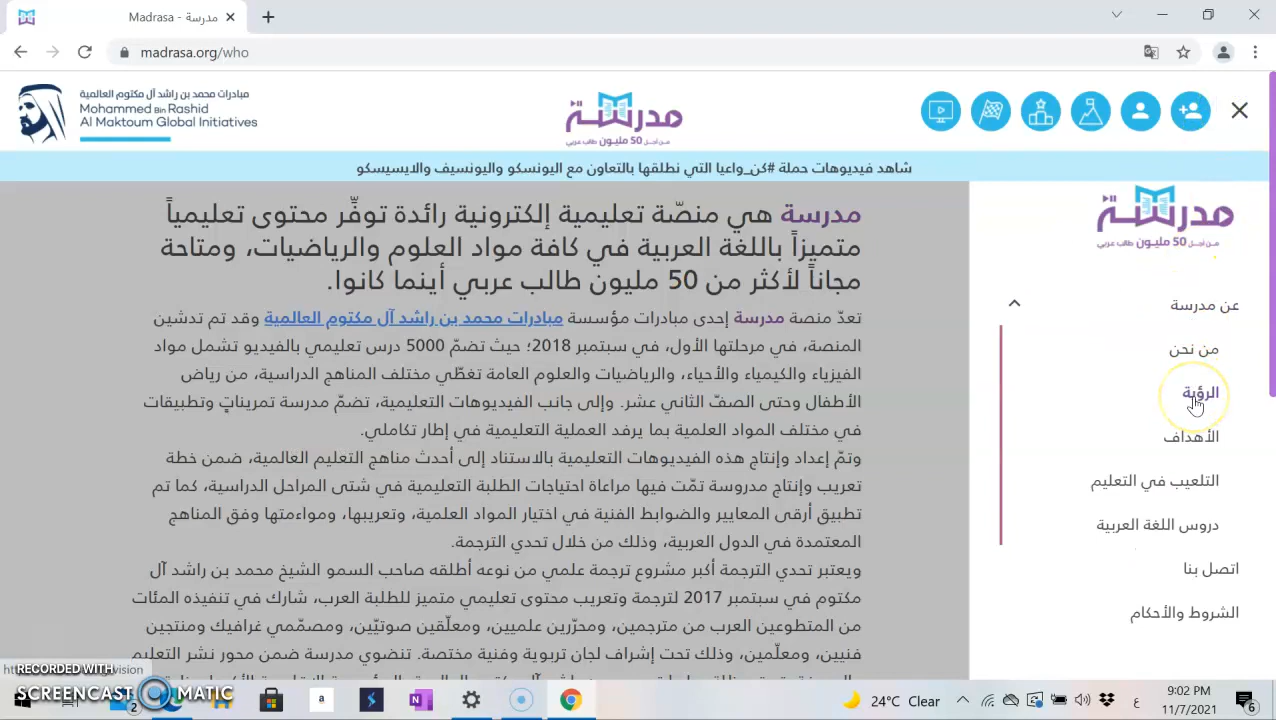 Madrasa - مدرسة
madrasa.org/who
مبادرات محمد بن راشد آل مكتوم العالمية
Mohammed Bin Rashid
Al Maktoum Global Initiatives
مدرسة
من أجل 50 مليون طالب عربي
شاهد فيديوهات حملة #كن_واعيا التي نطلقها بالتعاون مع اليونسكو واليونسيف والايسيسكو
مدرسة هي منصّة تعليمية إلكترونية رائدة توفِّر محتوى تعليمياً
متميزاً باللغة العربية في كافة مواد العلوم والرياضيات، ومتاحة
مجاناً لأكثر من 50 مليون طالب عربي أينما كانوا.
تعدّ منصة مدرسة إحدى مبادرات مؤسسة مبادرات محمد بن راشد آل مكتوم العالمية وقد تم تدشين
المنصة، في مرحلتها الأول، في سبتمبر 2018؛ حيث تضمّ 5000 درس تعليمي بالفيديو تشمل مواد
الفيزياء والكيمياء والأحياء، والرياضيات والعلوم العامة تغطّي مختلف المناهج الدراسية، من رياض
الأطفال وحتى الصفّ الثاني عشر. وإلى جانب الفيديوهات التعليمية، تضمّ مدرسة تمريناتٍ وتطبيقات
في مختلف المواد العلمية بما يرفد العملية التعليمية في إطار تكاملي.
وتمّ إعداد وإنتاج هذه الفيديوهات التعليمية بالاستناد إلى أحدث مناهج التعليم العالمية، ضمن خطة
تعريب وإنتاج مدروسة تمّت فيها مراعاة احتياجات الطلبة التعليمية في شتى المراحل الدراسية، كما تم
تطبيق أرقى المعايير والضوابط الفنية في اختيار المواد العلمية، وتعريبها، ومواءمتها وفق المناهج
المعتمدة في الدول العربية، وذلك من خلال تحدي الترجمة.
ويعتبر تحدي الترجمة أكبر مشروع ترجمة علمي من نوعه أطلقه صاحب السمو الشيخ محمد بن راشد آل
مكتوم في سبتمبر 2017 لترجمة وتعريب محتوى تعليمي متميز للطلبة العرب، شارك في تنفيذه المئات
من المتطوعين العرب من مترجمين، ومحرّرين علميين، ومعلّقين صوتيّين، ومصمّمي غرافيك ومنتجين
فنيين، ومعلّمين، وذلك تحت إشراف لجان تربوية وفنية مختصة. تنضوي مدرسة ضمن محور نشر التعليم
مدرسة
من أجل 50 مليون طالب عربي
عن مدرسة
من نحن
الرؤية
الأهداف
التلعيب في التعليم
دروس اللغة العربية
اتصل بنا
الشروط والأحكام
RECORDED WITH
SCREENCAST MATIC
24°C Clear
9:02 PM
11/7/2021